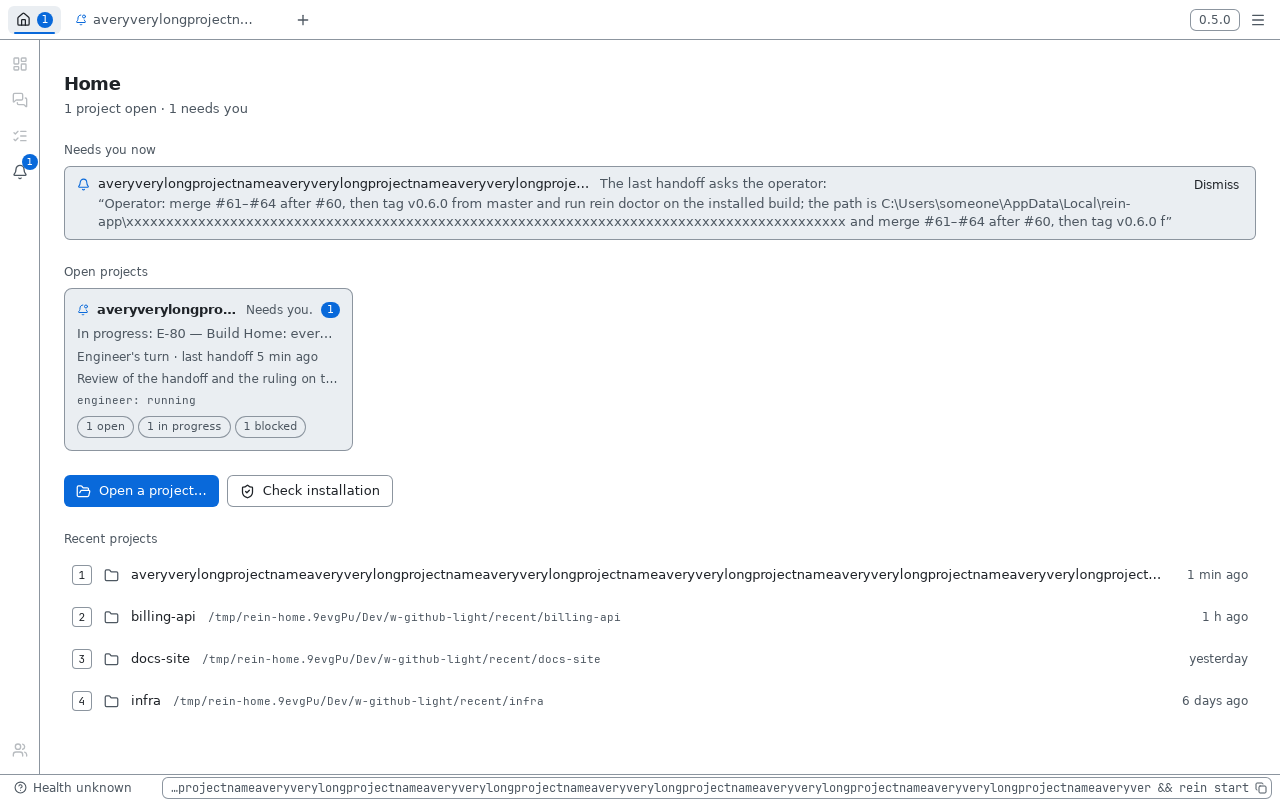 1
averyverylongprojectn…
0.5.0
Home
1 project open · 1 needs you
Needs you now
1
averyverylongprojectnameaveryverylongprojectnameaveryverylongproje… The last handoff asks the operator:
Dismiss
“Operator: merge #61–#64 after #60, then tag v0.6.0 from master and run rein doctor on the installed build; the path is C:\Users\someone\AppData\Local\rein-
app\xxxxxxxxxxxxxxxxxxxxxxxxxxxxxxxxxxxxxxxxxxxxxxxxxxxxxxxxxxxxxxxxxxxxxxxxxxxxxxxxxxxxxxxxxx and merge #61–#64 after #60, then tag v0.6.0 f”
Open projects
averyverylongpro… Needs you. 1
In progress: E-80 — Build Home: ever…
Engineer's turn · last handoff 5 min ago
Review of the handoff and the ruling on t…
engineer: running
1 open 1 in progress 1 blocked
Open a project… Check installation
Recent projects
1 averyverylongprojectnameaveryverylongprojectnameaveryverylongprojectnameaveryverylongprojectnameaveryverylongprojectnameaveryverylongproject… 1 min ago
2 billing-api /tmp/rein-home.9evgPu/Dev/w-github-light/recent/billing-api 1 h ago
3 docs-site /tmp/rein-home.9evgPu/Dev/w-github-light/recent/docs-site yesterday
4 infra /tmp/rein-home.9evgPu/Dev/w-github-light/recent/infra 6 days ago
Health unknown
…projectnameaveryverylongprojectnameaveryverylongprojectnameaveryverylongprojectnameaveryverylongprojectnameaveryver && rein start